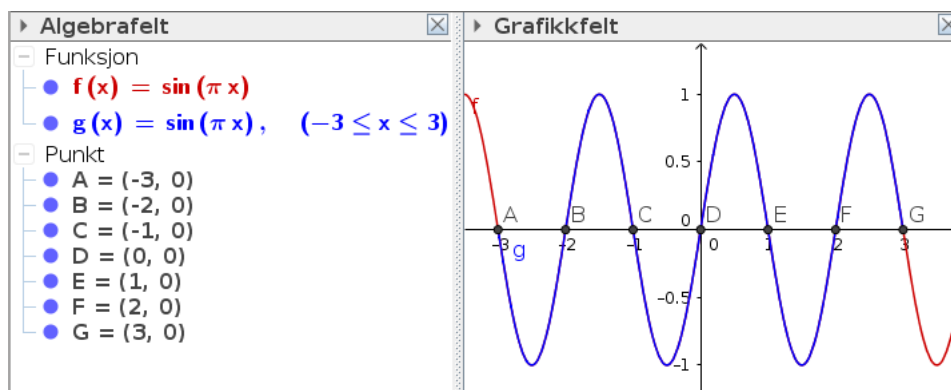 Algebrafelt
Funksjon
f(x) = sin(π x)
g(x) = sin(π x) , (−3 ≤ x ≤ 3)
Punkt
A = (-3, 0)
B = (-2, 0)
C = (-1, 0)
D = (0, 0)
E = (1, 0)
F = (2, 0)
G = (3, 0)
Grafikkfelt
f
1
0.5
0
A B C D E F G
-3 -2 -1 0 1 2 3
g
-0.5
-1